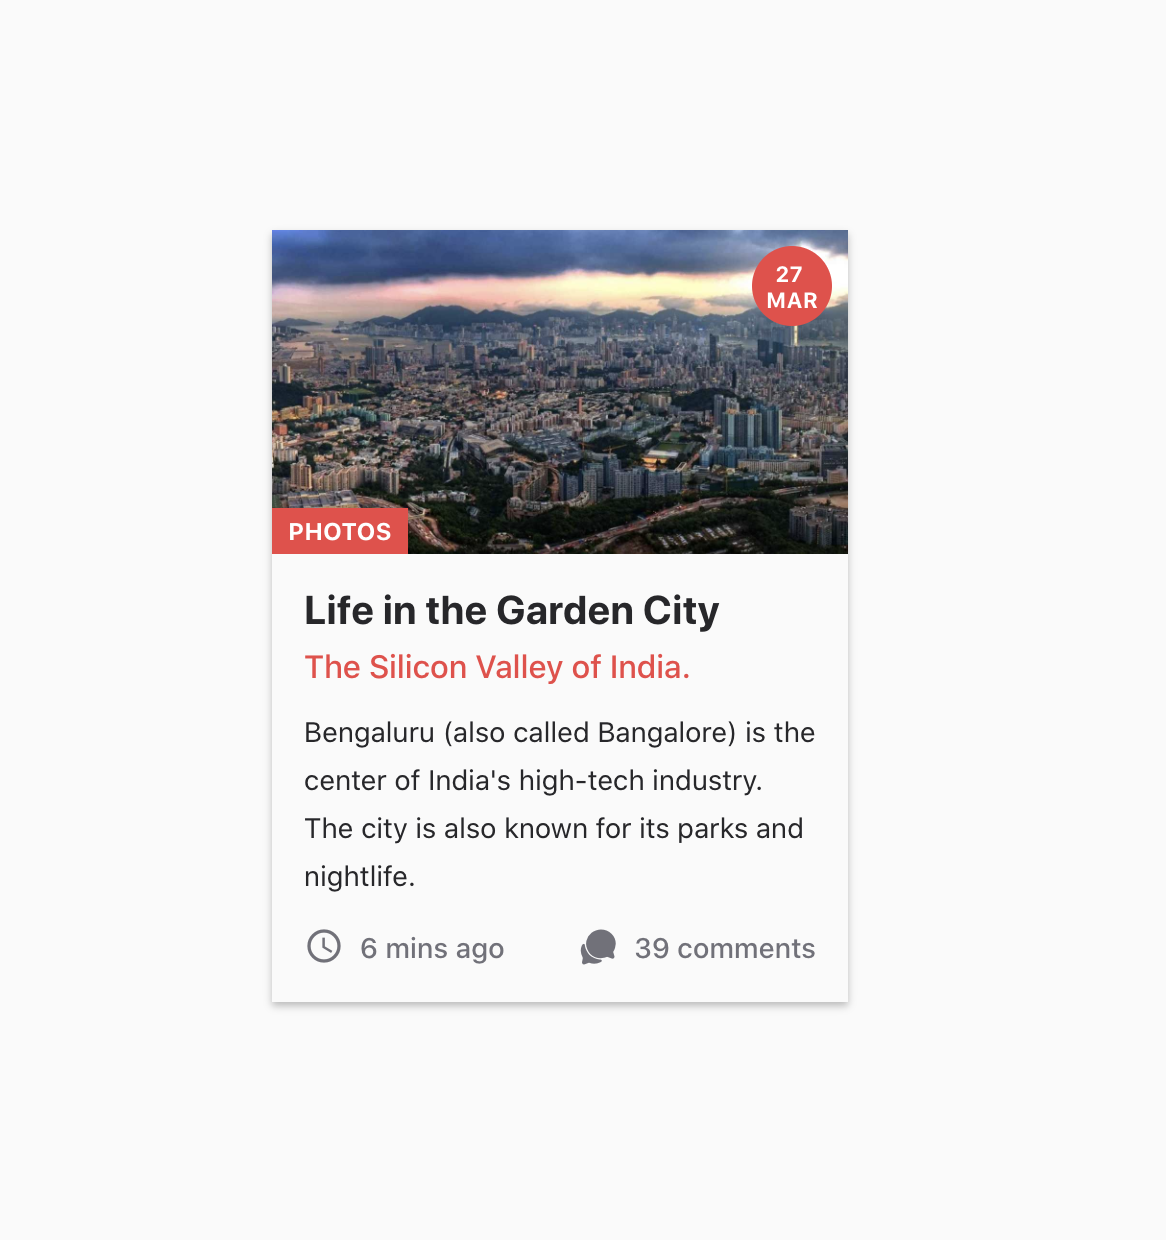 27
MAR
PHOTOS
Life in the Garden City
The Silicon Valley of India.
Bengaluru (also called Bangalore) is the
center of India's high-tech industry.
The city is also known for its parks and
nightlife.
6 mins ago
39 comments